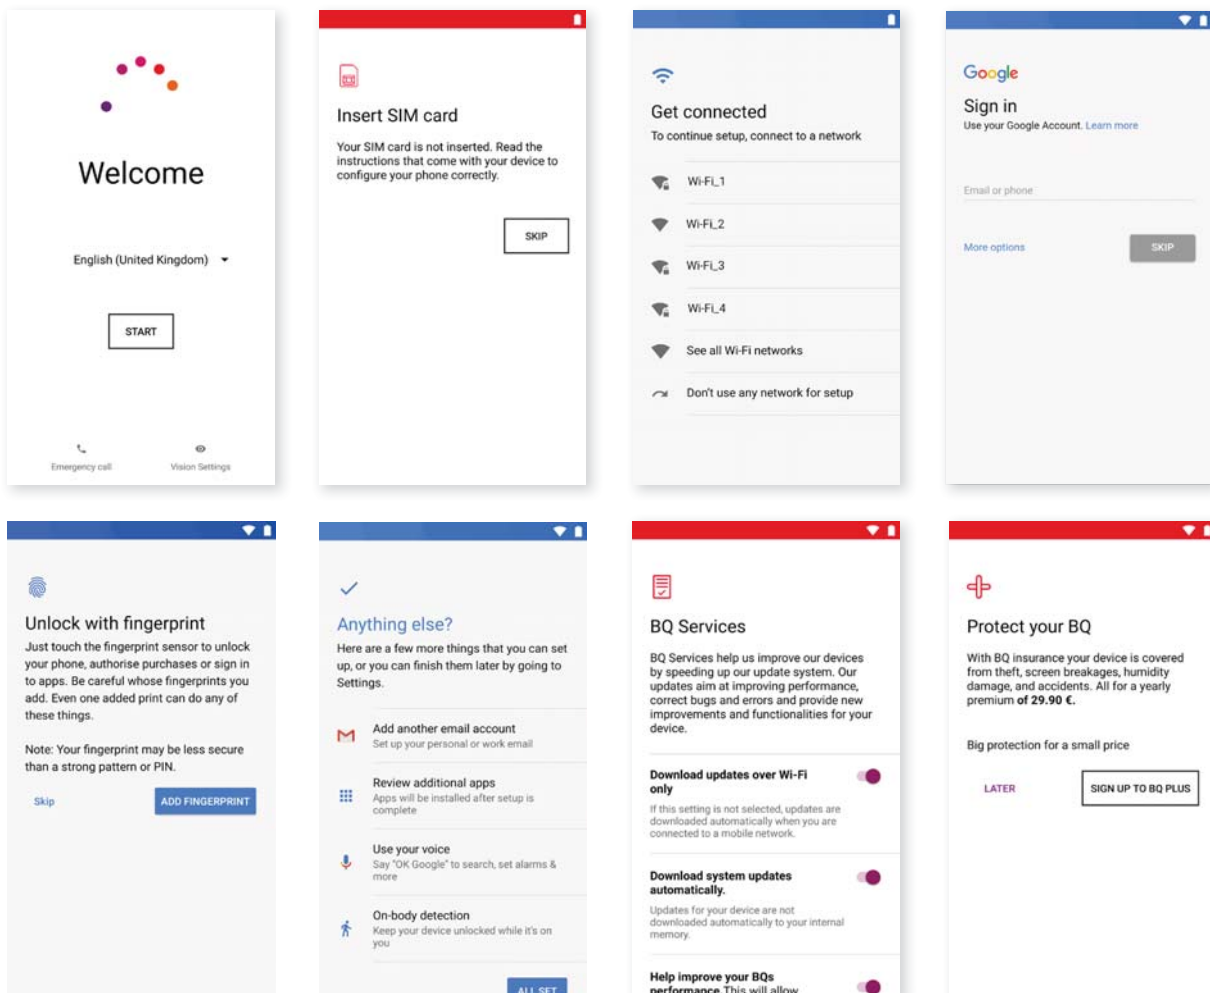 Welcome
English (United Kingdom)
START
Emergency call
Vision Settings
Insert SIM card
Your SIM card is not inserted. Read the
instructions that come with your device to
configure your phone correctly.
SKIP
Get connected
To continue setup, connect to a network
Wi-Fi_1
Wi-Fi_2
Wi-Fi_3
Wi-Fi_4
See all Wi-Fi networks
Don't use any network for setup
Google
Sign in
Use your Google Account. Learn more
Email or phone
More options
SKIP
Unlock with fingerprint
Just touch the fingerprint sensor to unlock
your phone, authorise purchases or sign in
to apps. Be careful whose fingerprints you
add. Even one added print can do any of
these things.
Note: Your fingerprint may be less secure
than a strong pattern or PIN.
Skip
ADD FINGERPRINT
Anything else?
Here are a few more things that you can set
up, or you can finish them later by going to
Settings.
Add another email account
Set up your personal or work email
Review additional apps
Apps will be installed after setup is
complete
Use your voice
Say "OK Google" to search, set alarms &
more
On-body detection
Keep your device unlocked while it's on
you
ALL SET
BQ Services
BQ Services help us improve our devices
by speeding up our update system. Our
updates aim at improving performance,
correct bugs and errors and provide new
improvements and functionalities for your
device.
Download updates over Wi-Fi
only
If this setting is not selected, updates are
downloaded automatically when you are
connected to a mobile network.
Download system updates
automatically.
Updates for your device are not
downloaded automatically to your internal
memory.
Help improve your BQs
performance. This will allow
Protect your BQ
With BQ insurance your device is covered
from theft, screen breakages, humidity
damage, and accidents. All for a yearly
premium of 29.90 €.
Big protection for a small price
LATER
SIGN UP TO BQ PLUS